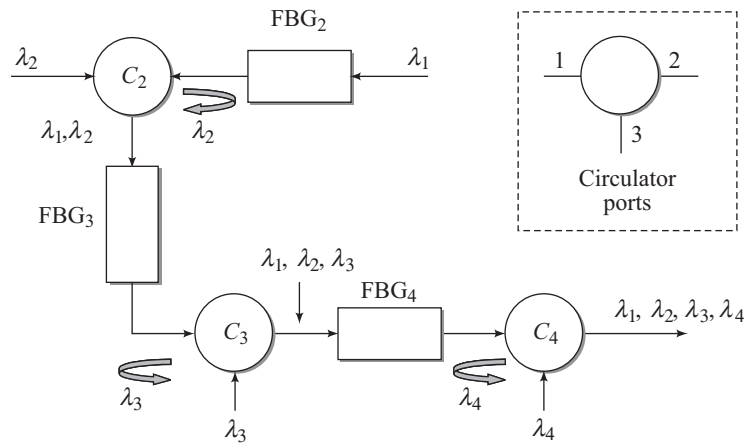 FBG₂
λ₂
C₂
λ₁
1
2
λ₁,λ₂
λ₂
3
Circulator
ports
FBG₃
λ₁, λ₂, λ₃
FBG₄
λ₁, λ₂, λ₃, λ₄
C₃
C₄
λ₃
λ₄
λ₃
λ₄